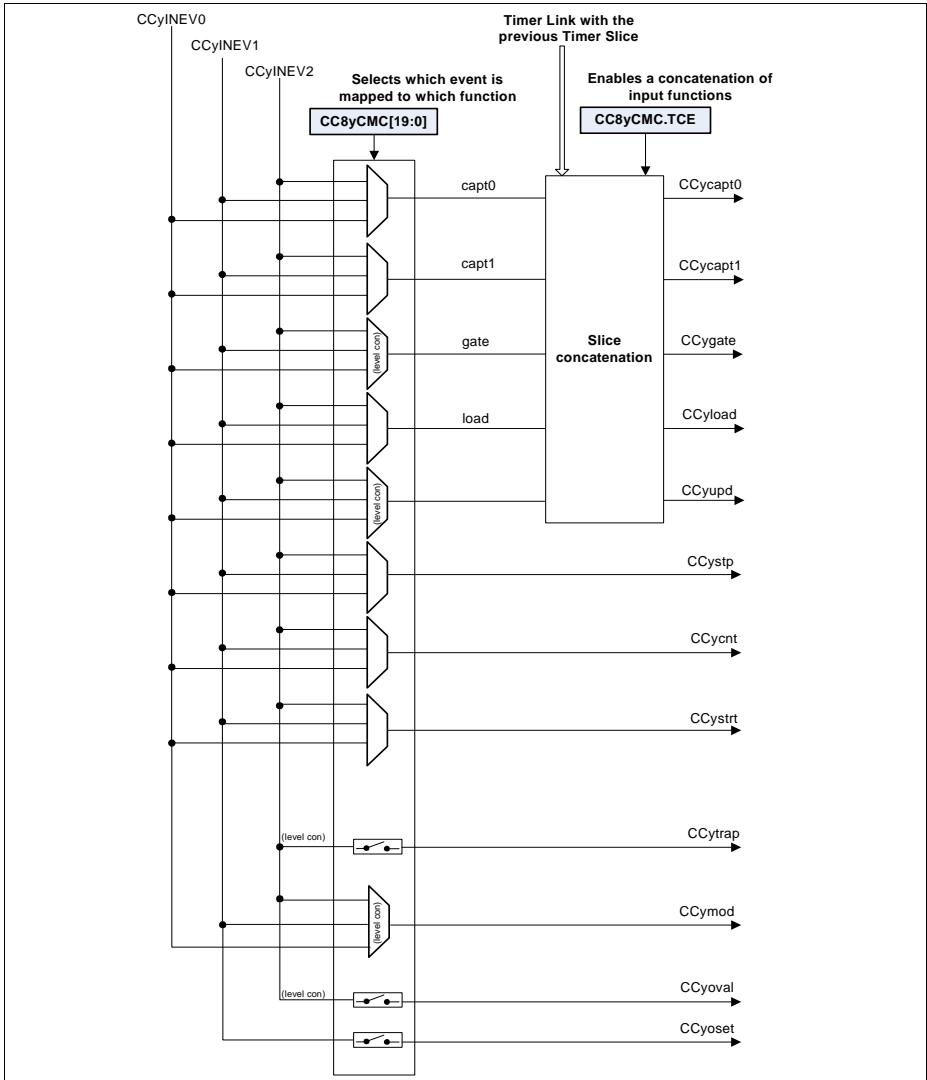 CCyINEV0
CCyINEV1
CCyINEV2
Timer Link with the
previous Timer Slice
Selects which event is
mapped to which function
CC8yCMC[19:0]
Enables a concatenation of
input functions
CC8yCMC.TCE
capt0
CCycapt0
capt1
CCycapt1
(level con)
gate
Slice
concatenation
CCygate
load
CCyload
(level con)
CCyupd
CCystp
CCycnt
CCystrt
(level con)
CCytrap
(level con)
CCymod
(level con)
CCyoval
CCyoset